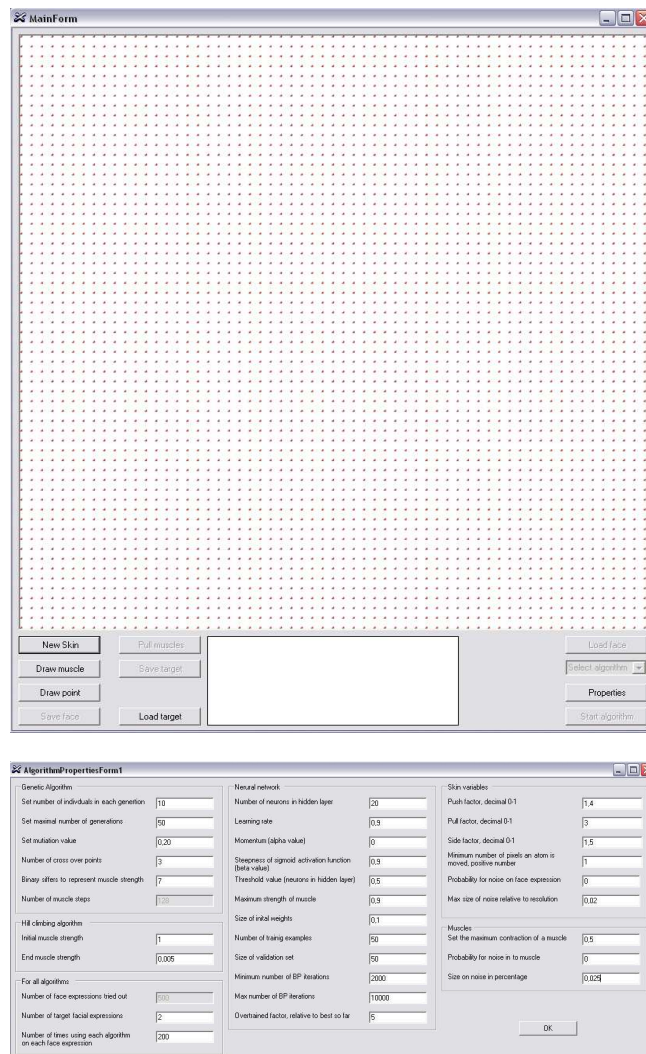 MainForm
New Skin
Pull muscles
Load face
Draw muscle
Save target
Select algorithm
Draw point
Properties
Save face
Load target
Start algorithm
AlgorithmPropertiesForm1
Genetic Algorithm
Set number of indivduals in each genertion 10
Set maximal number of generations 50
Set mutiation value 0,20
Number of cross over points 3
Binary siffers to represent muscle strength 7
Number of muscle steps 128
Hill climbing algorithm
Initial muscle strength 1
End muscle strength 0,005
For all algorithms
Number of face expressions tried out 500
Number of target facial expressions 2
Number of times using each algorithm
on each face expression 200
Nerural network
Number of neurons in hidden layer 20
Learning rate 0,9
Momentum (alpha value) 0
Steepness of sigmoid activation function
(beta value) 0,9
Threshold value (neurons in hidden layer) 0,5
Maximum strength of muscle 0,9
Size of inital weights 0,1
Number of trainig examples 50
Size of validation set 50
Minimum number of BP iterations 2000
Max number of BP iterations 10000
Overtrained factor, relative to best so far 5
Skin variables
Push factor, decimal 0-1 1,4
Pull factor, decimal 0-1 3
Side factor, decimal 0-1 1,5
Minimum number of pixels an atom is
moved, positive number 1
Probability for noise on face expression 0
Max size of noise relative to resolution 0,02
Muscles
Set the maximum contraction of a muscle 0,5
Probability for noise in to muscle 0
Size on noise in percentage 0,025
OK